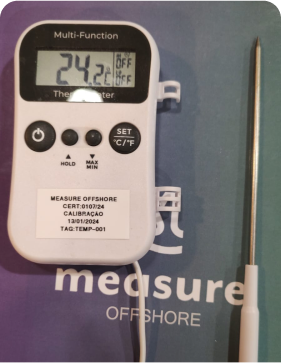 Multi-Function
24.2°C
OFF
OFF
Thermometer
SET
°C/°F
HOLD
MAX
MIN
MEASURE OFFSHORE
CERT:0107/24
CALIBRAÇAO
13/01/2024
TAG:TEMP-001
measure
OFFSHORE